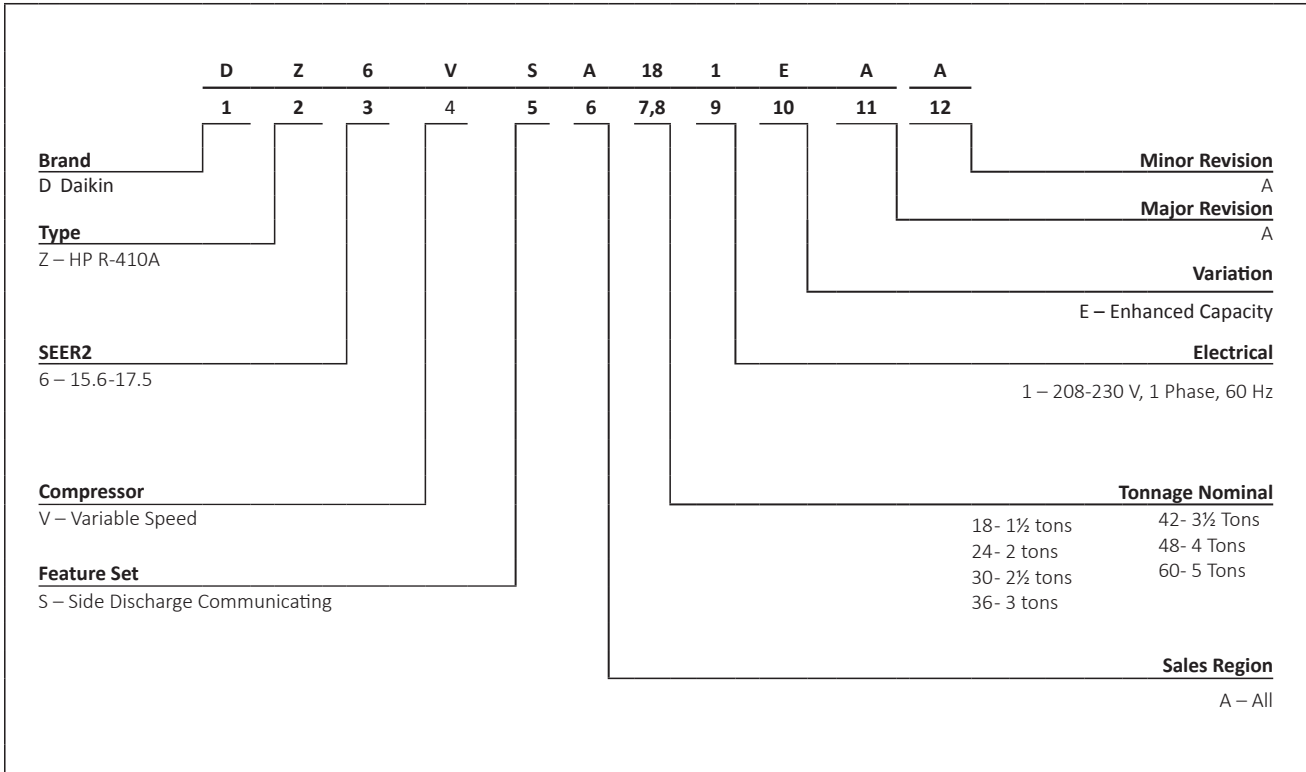 D Z 6 V S A 18 1 E A A
1 2 3 4 5 6 7,8 9 10 11 12
Brand
D Daikin
Type
Z – HP R-410A
SEER2
6 – 15.6-17.5
Compressor
V – Variable Speed
Feature Set
S – Side Discharge Communicating
Minor Revision
A
Major Revision
A
Variation
E – Enhanced Capacity
Electrical
1 – 208-230 V, 1 Phase, 60 Hz
Tonnage Nominal
18- 1½ tons
24- 2 tons
30- 2½ tons
36- 3 tons
42- 3½ Tons
48- 4 Tons
60- 5 Tons
Sales Region
A – All